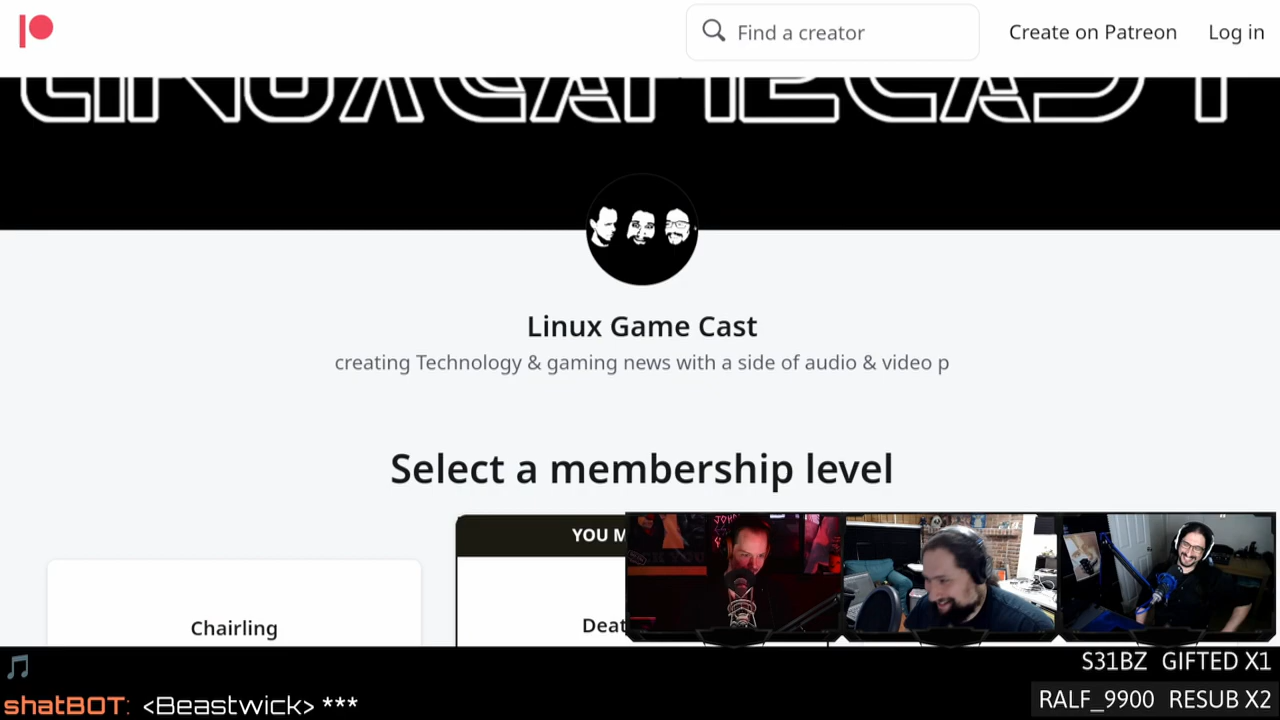 Find a creator
Create on Patreon
Log in
LINUXGAMECAST
Linux Game Cast
creating Technology & gaming news with a side of audio & video p
Select a membership level
YOU M
Chairling
Deat
S31BZ GIFTED X1
shatBOT: <Beastwick> ***
RALF_9900 RESUB X2